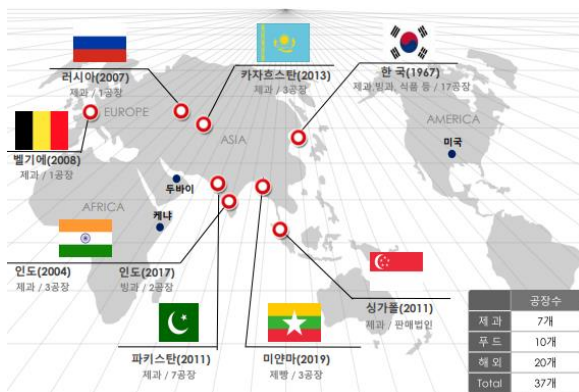 러시아(2007)
제과 / 1공장
카자흐스탄(2013)
제과 / 3공장
한 국(1967)
제과,빙과, 식품 등 / 17공장
EUROPE
ASIA
AMERICA
미국
벨기에(2008)
제과 / 1공장
두바이
AFRICA
케냐
인도(2004)
제과 / 3공장
인도(2017)
빙과 / 2공장
싱가폴(2011)
제과 / 판매법인
파키스탄(2011)
제과 / 7공장
미얀마(2019)
제빵 / 3공장
공장수
제 과 7개
푸 드 10개
해 외 20개
Total 37개